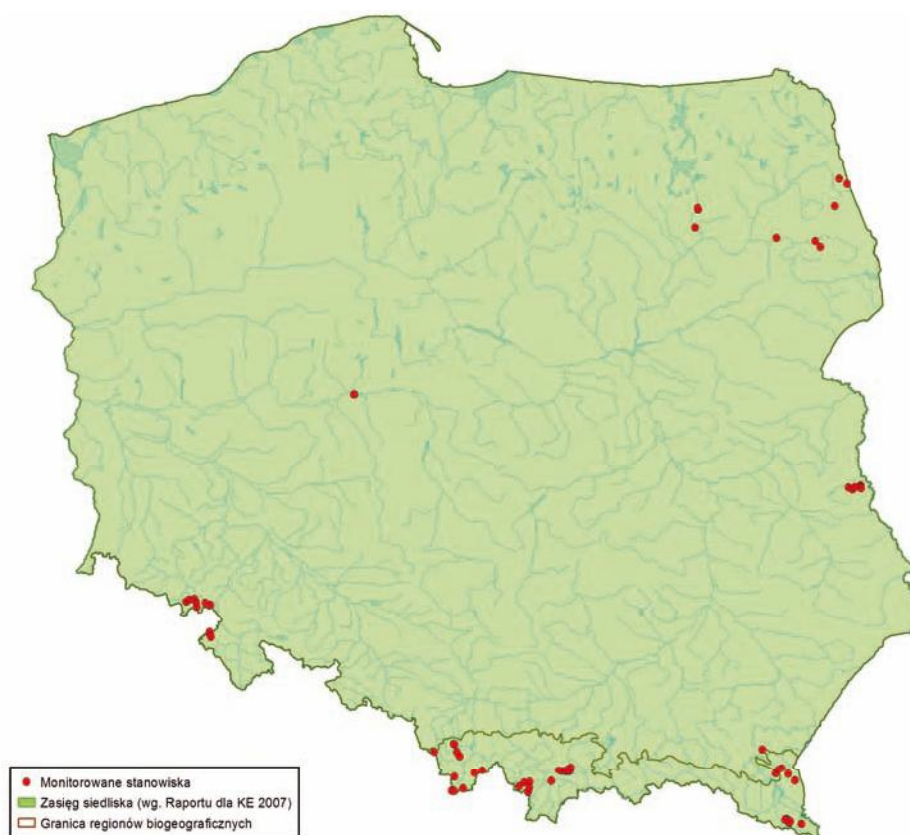 Monitorowane stanowiska
Zasięg siedliska (wg. Raportu dla KE 2007)
Granica regionów biogeograficznych